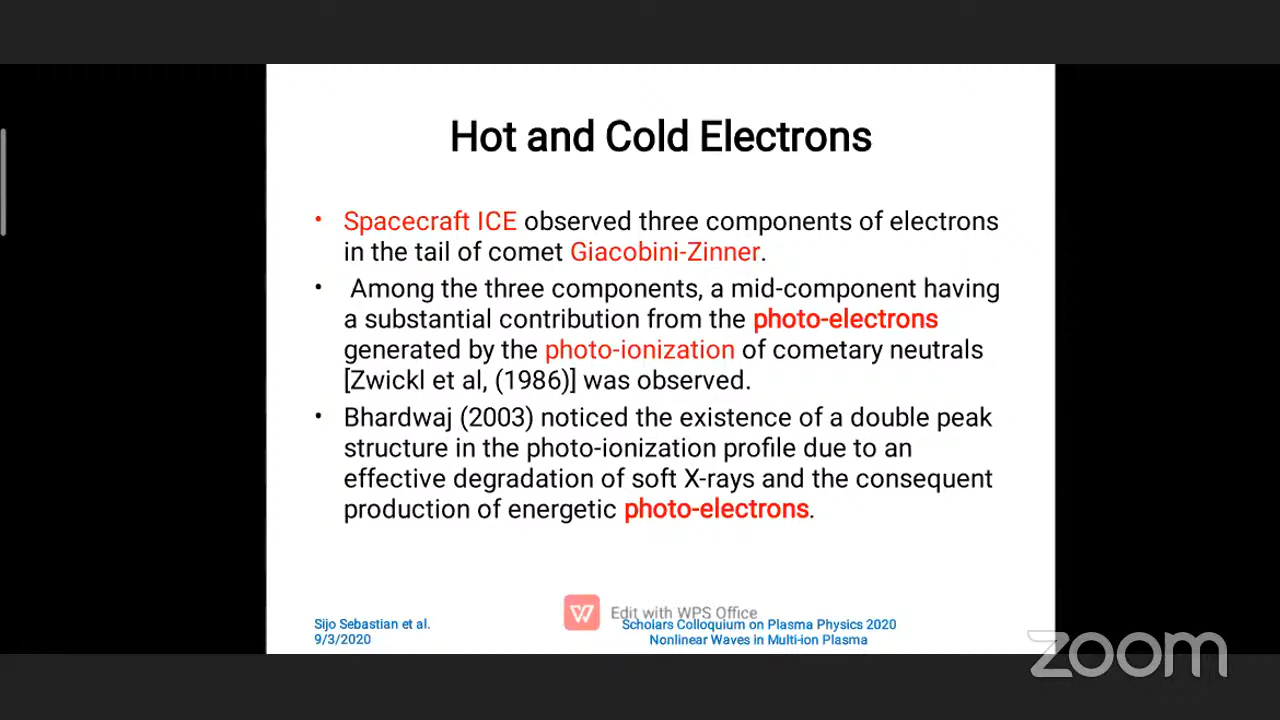 Hot and Cold Electrons
• Spacecraft ICE observed three components of electrons
in the tail of comet Giacobini-Zinner.
• Among the three components, a mid-component having
a substantial contribution from the photo-electrons
generated by the photo-ionization of cometary neutrals
[Zwickl et al, (1986)] was observed.
• Bhardwaj (2003) noticed the existence of a double peak
structure in the photo-ionization profile due to an
effective degradation of soft X-rays and the consequent
production of energetic photo-electrons.
Edit with WPS Office
Sijo Sebastian et al.
9/3/2020
Scholars Colloquium on Plasma Physics 2020
Nonlinear Waves in Multi-ion Plasma
zoom